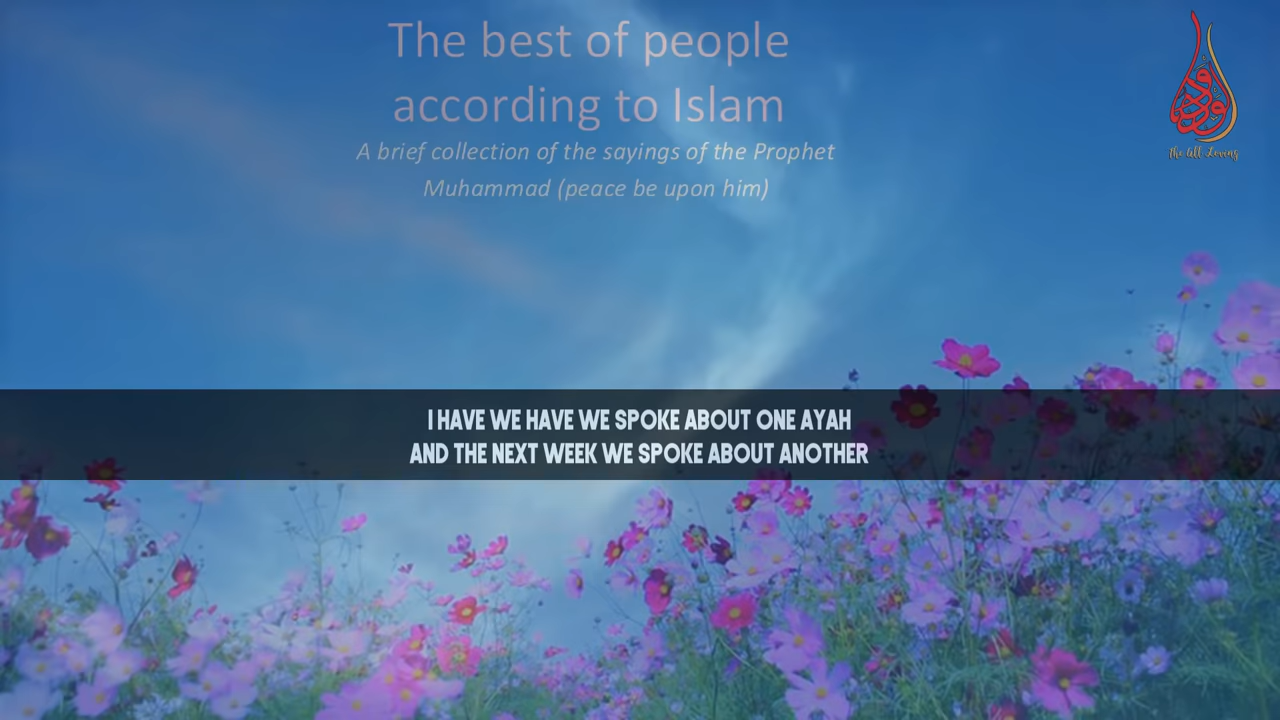 The best of people
according to Islam
A brief collection of the sayings of the Prophet
Muhammad (peace be upon him)
الودود
The All Loving
I HAVE WE HAVE WE SPOKE ABOUT ONE AYAH
AND THE NEXT WEEK WE SPOKE ABOUT ANOTHER